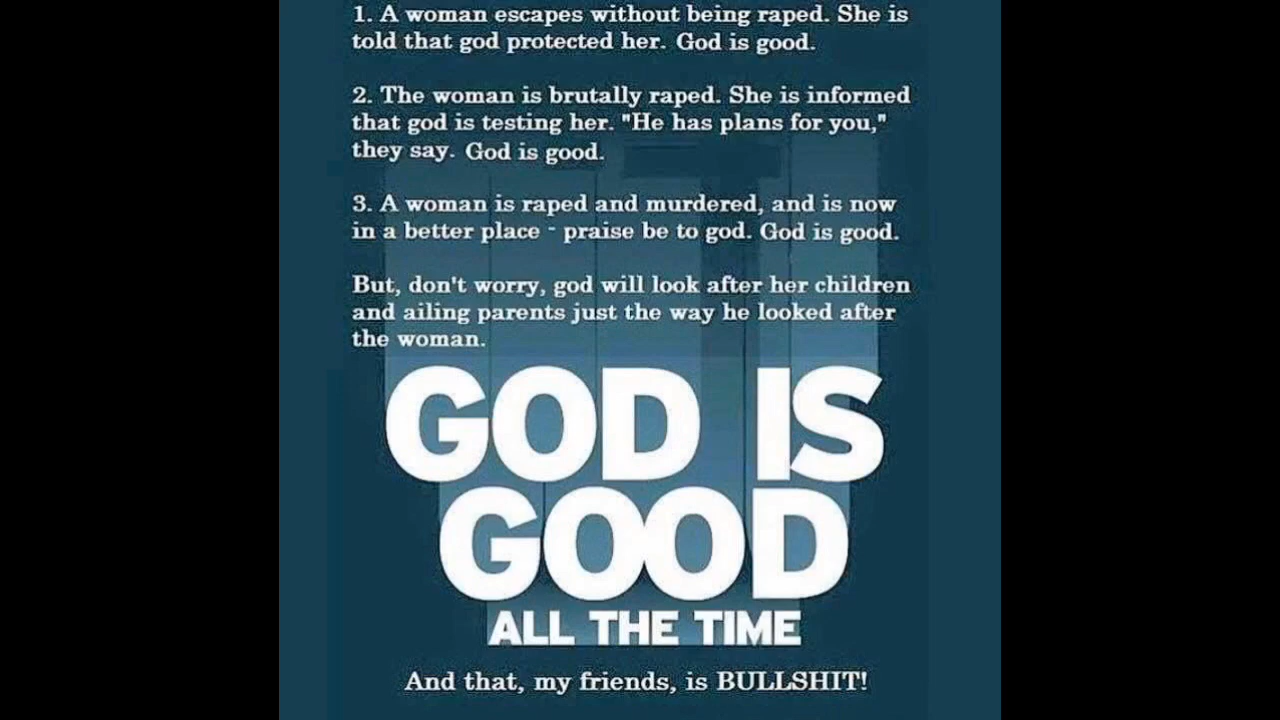 1. A woman escapes without being raped. She is
told that god protected her. God is good.
2. The woman is brutally raped. She is informed
that god is testing her. "He has plans for you,"
they say. God is good.
3. A woman is raped and murdered, and is now
in a better place - praise be to god. God is good.
But, don't worry, god will look after her children
and ailing parents just the way he looked after
the woman.
GOD IS
GOOD
ALL THE TIME
And that, my friends, is BULLSHIT!